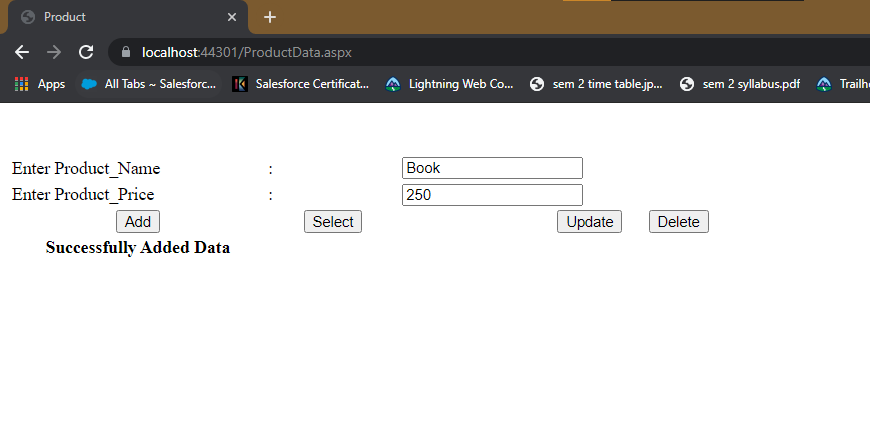 Product
localhost:44301/ProductData.aspx
Apps All Tabs ~ Salesforc... Salesforce Certificat... Lightning Web Co... sem 2 time table.jp... sem 2 syllabus.pdf Trailh
Enter Product_Name : Book
Enter Product_Price : 250
Add Select Update Delete
Successfully Added Data